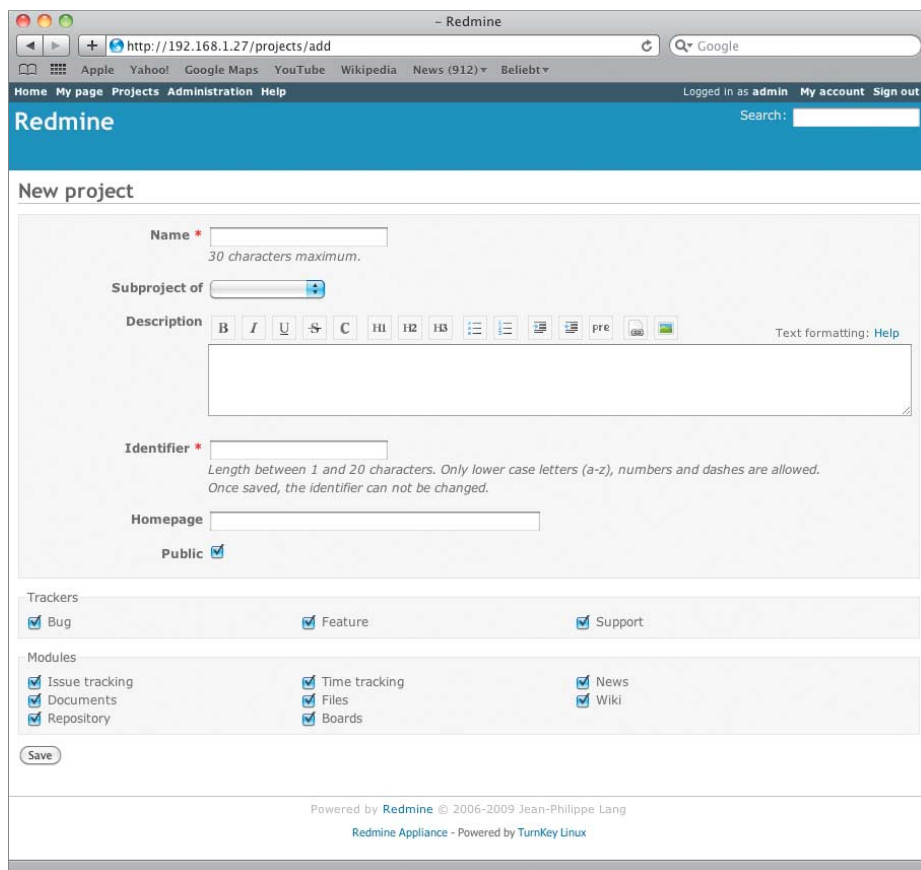 – Redmine
http://192.168.1.27/projects/add
Google
Apple Yahoo! Google Maps YouTube Wikipedia News (912) Beliebt
Home My page Projects Administration Help
Logged in as admin My account Sign out
Redmine
Search:
New project
Name *
30 characters maximum.
Subproject of
Description
B I U S C H1 H2 H3 pre
Text formatting: Help
Identifier *
Length between 1 and 20 characters. Only lower case letters (a-z), numbers and dashes are allowed.
Once saved, the identifier can not be changed.
Homepage
Public
Trackers
Bug Feature Support
Modules
Issue tracking Time tracking News
Documents Files Wiki
Repository Boards
Save
Powered by Redmine © 2006-2009 Jean-Philippe Lang
Redmine Appliance - Powered by TurnKey Linux